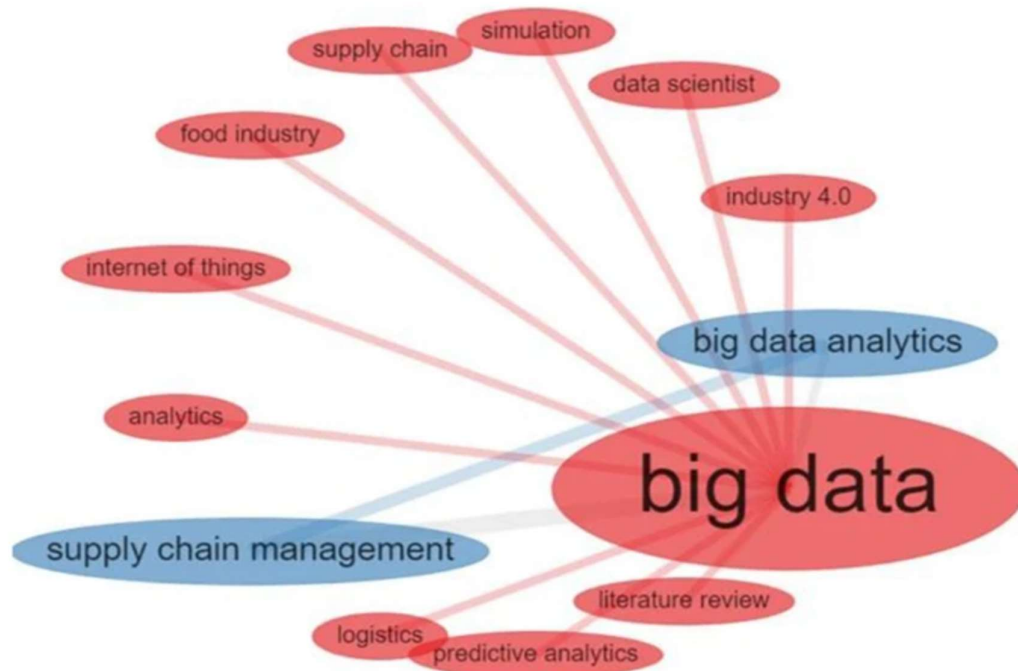 simulation
supply chain
data scientist
food industry
industry 4.0
internet of things
big data analytics
analytics
big data
supply chain management
literature review
logistics
predictive analytics